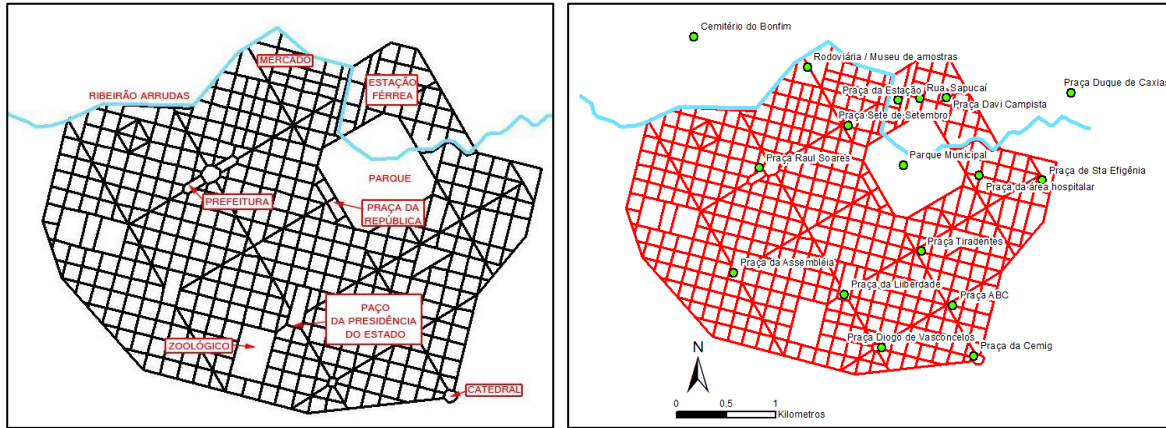 MERCADO
ESTAÇÃO
FÉRREA
RIBEIRÃO ARRUDAS
PARQUE
PREFEITURA
PRAÇA DA
REPÚBLICA
PAÇO
DA PRESIDÊNCIA
DO ESTADO
ZOOLÓGICO
CATEDRAL
Cemitério do Bonfim
Rodoviária / Museu de amostras
Praça da Estação
Rua Sapucaí
Praça Duque de Caxias
Praça Davi Campista
Praça Sete de Setembro
Praça Raul Soares
Parque Municipal
Praça de Sta Efigênia
Praça da área hospitalar
Praça Tiradentes
Praça da Assembléia
Praça da Liiberdade
Praça ABC
Praça Diogo de Vasconcelos
Praça da Cemig
N
0 0,5 1
Kilometros